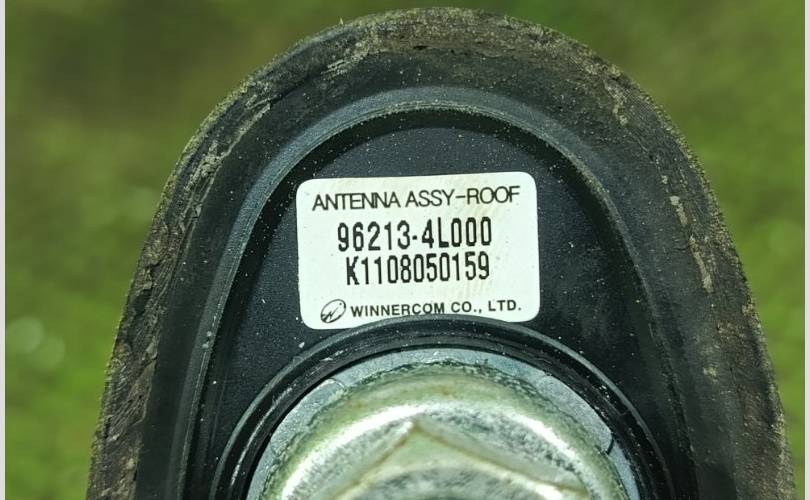 ANTENNA ASSY-ROOF
96213-4L000
K1108050159
WINNERCOM CO., LTD.